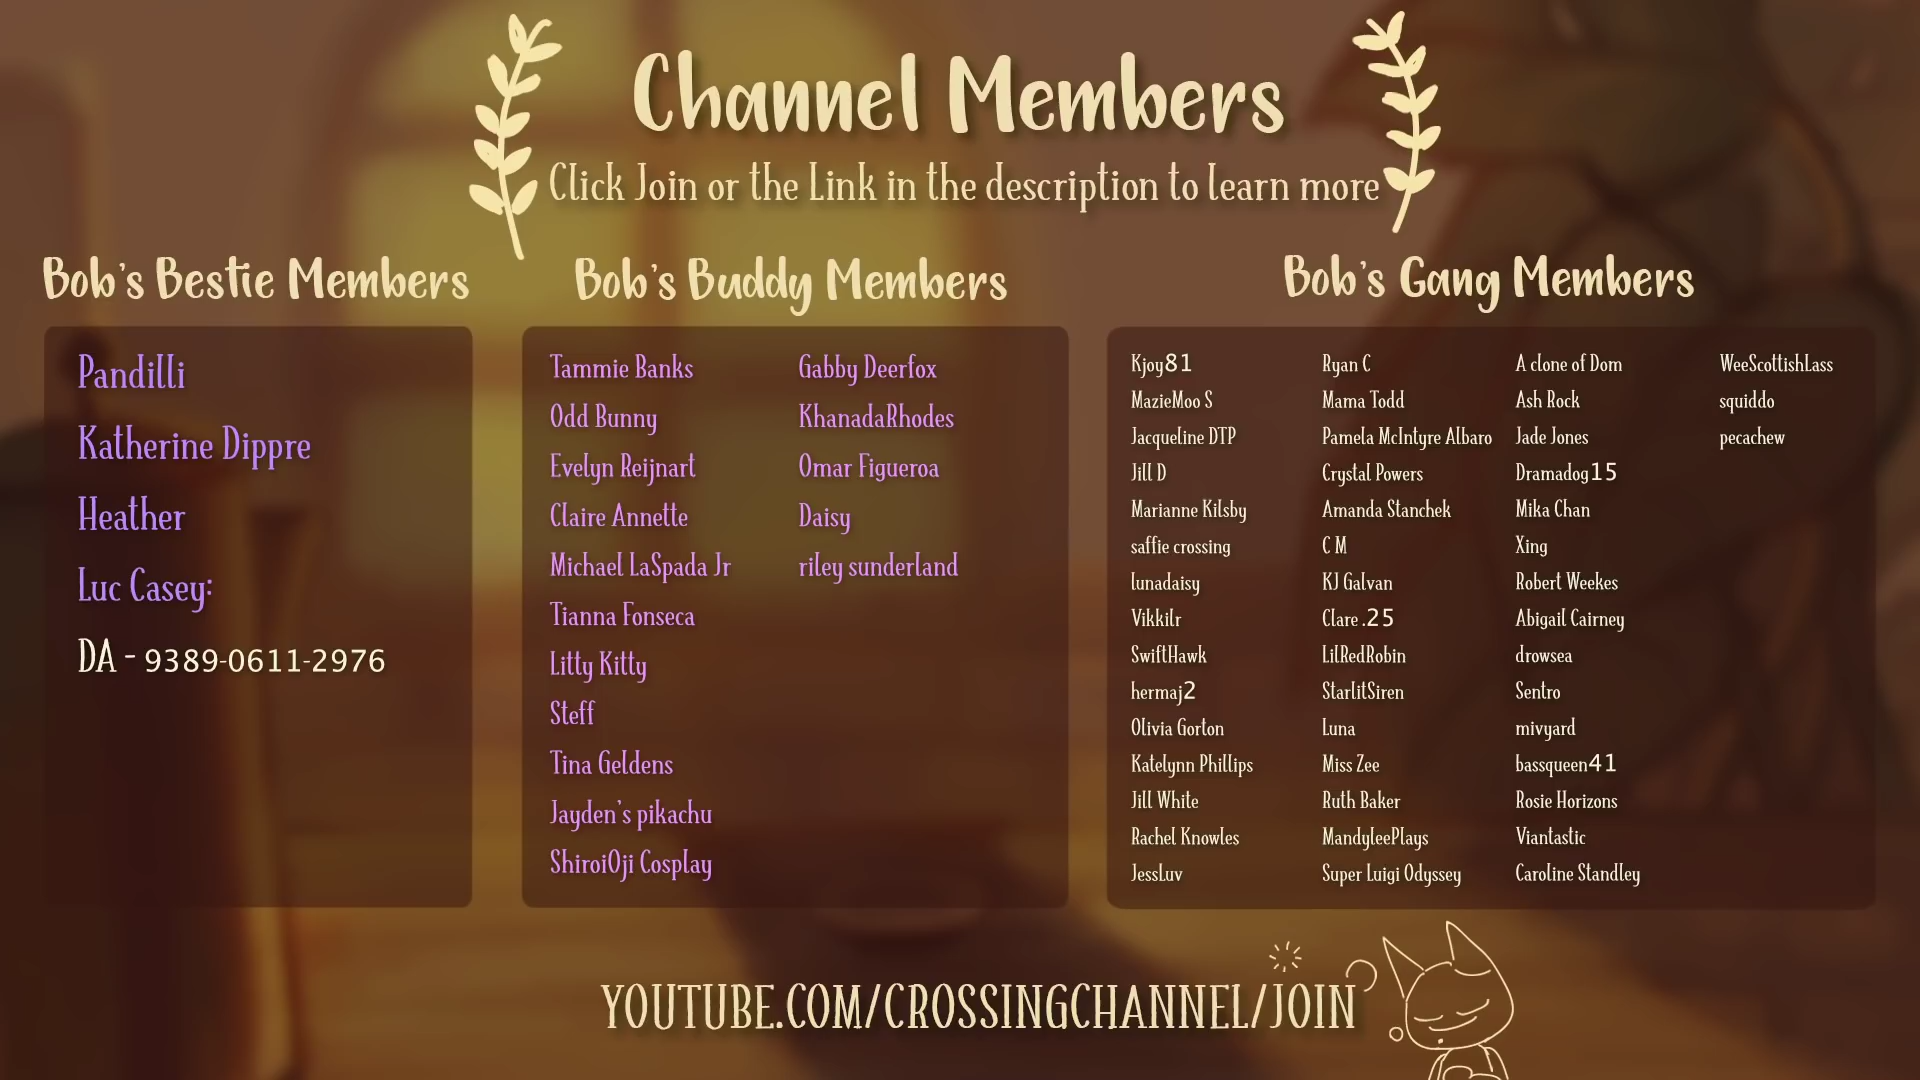 Channel Members
Click Join or the Link in the description to learn more
Bob's Bestie Members
Pandilli
Katherine Dippre
Heather
Luc Casey:
DA - 9389-0611-2976
Bob's Buddy Members
Tammie Banks
Odd Bunny
Evelyn Reijnart
Claire Annette
Michael LaSpada Jr
Tianna Fonseca
Litty Kitty
Steff
Tina Geldens
Jayden's pikachu
ShiroiOji Cosplay
Gabby Deerfox
KhanadaRhodes
Omar Figueroa
Daisy
riley sunderland
Bob's Gang Members
Kjoy81
MazieMoo S
Jacqueline DTP
Jill D
Marianne Kilsby
saffie crossing
lunadaisy
Vikkilr
SwiftHawk
hermaj2
Olivia Gorton
Katelynn Phillips
Jill White
Rachel Knowles
JessLuv
Ryan C
Mama Todd
Pamela McIntyre Albaro
Crystal Powers
Amanda Stanchek
C M
KJ Galvan
Clare .25
LilRedRobin
StarlitSiren
Luna
Miss Zee
Ruth Baker
MandyleePlays
Super Luigi Odyssey
A clone of Dom
Ash Rock
Jade Jones
Dramadog15
Mika Chan
Xing
Robert Weekes
Abigail Cairney
drowsea
Sentro
mivyard
bassqueen41
Rosie Horizons
Viantastic
Caroline Standley
WeeScottishLass
squiddo
pecachew
YOUTUBE.COM/CROSSINGCHANNEL/JOIN